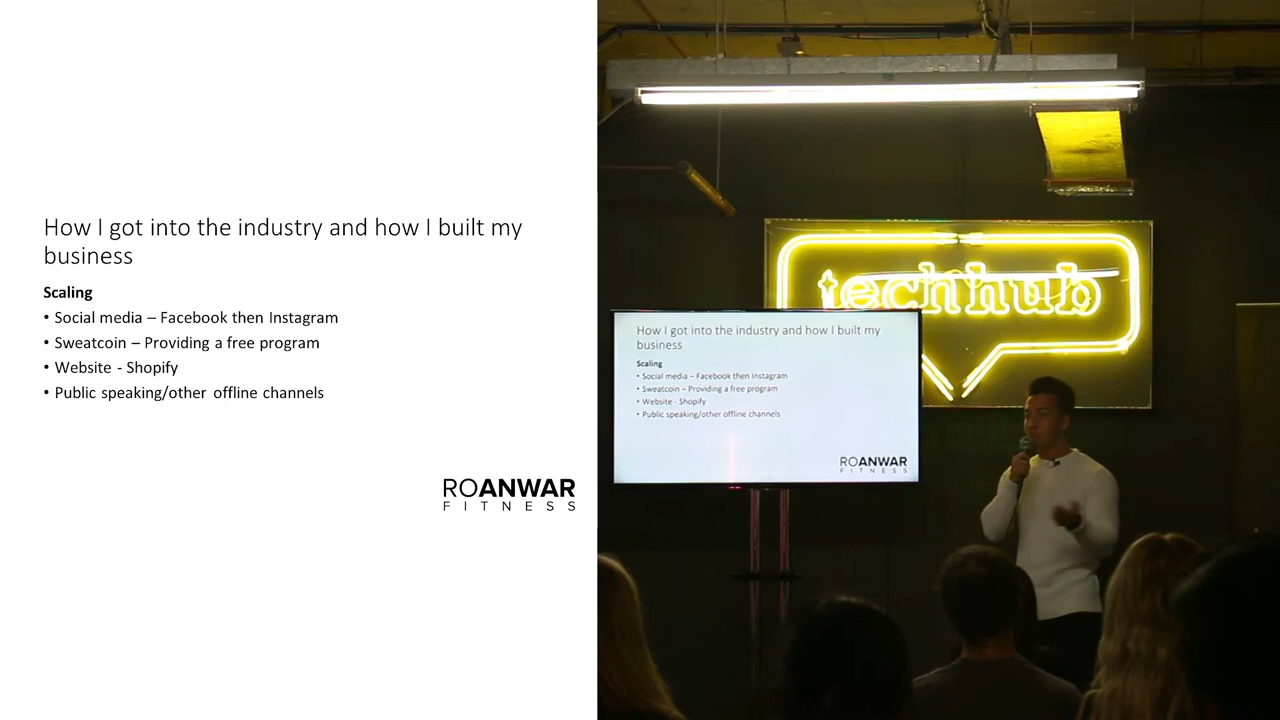 How I got into the industry and how I built my
business
Scaling
• Social media – Facebook then Instagram
• Sweatcoin – Providing a free program
• Website - Shopify
• Public speaking/other offline channels
ROANWAR
FITNESS
techhub
How I got into the industry and how I built my
business
Scaling
• Social media – Facebook then Instagram
• Sweatcoin – Providing a free program
• Website - Shopify
• Public speaking/other offline channels
ROANWAR
FITNESS